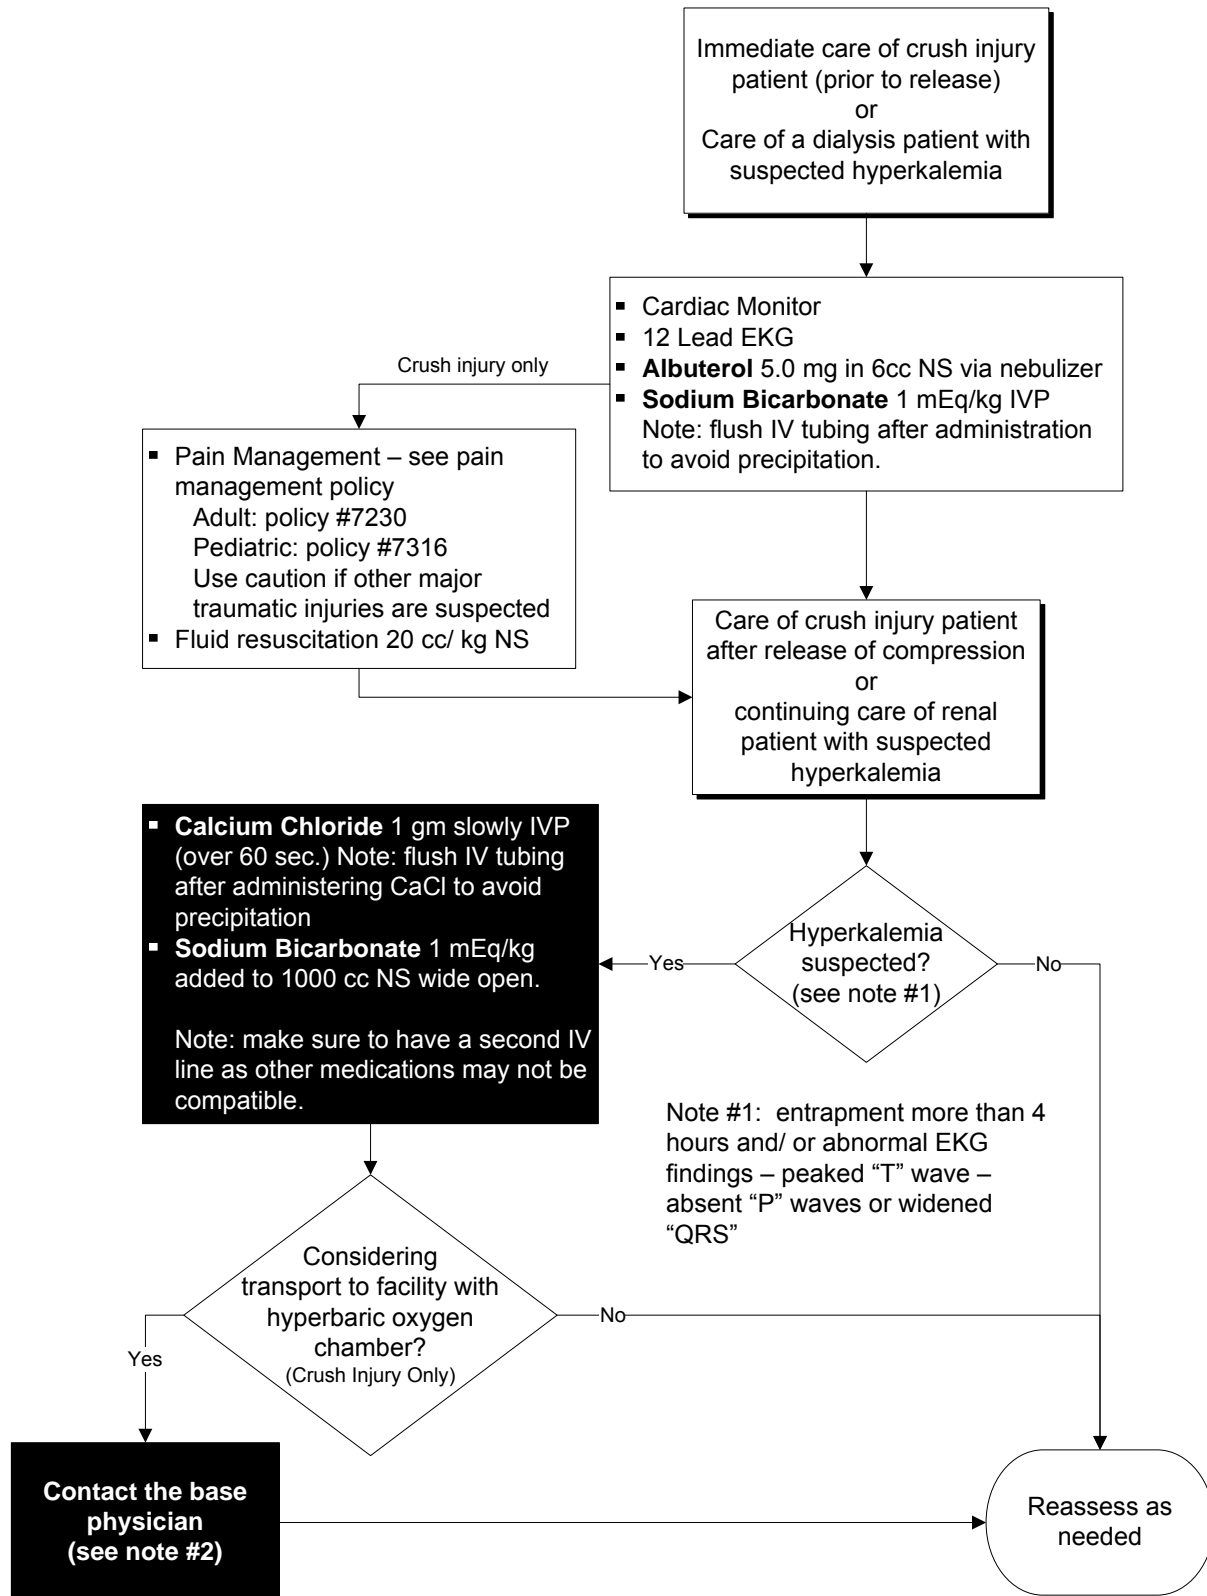 Immediate care of crush injury
patient (prior to release)
or
Care of a dialysis patient with
suspected hyperkalemia
▪ Cardiac Monitor
▪ 12 Lead EKG
▪ Albuterol 5.0 mg in 6cc NS via nebulizer
▪ Sodium Bicarbonate 1 mEq/kg IVP
Note: flush IV tubing after administration
to avoid precipitation.
Crush injury only
▪ Pain Management – see pain
management policy
Adult: policy #7230
Pediatric: policy #7316
Use caution if other major
traumatic injuries are suspected
▪ Fluid resuscitation 20 cc/ kg NS
Care of crush injury patient
after release of compression
or
continuing care of renal
patient with suspected
hyperkalemia
Hyperkalemia
suspected?
(see note #1)
Yes
No
▪ Calcium Chloride 1 gm slowly IVP
(over 60 sec.) Note: flush IV tubing
after administering CaCl to avoid
precipitation
▪ Sodium Bicarbonate 1 mEq/kg
added to 1000 cc NS wide open.
Note: make sure to have a second IV
line as other medications may not be
compatible.
Note #1:  entrapment more than 4
hours and/ or abnormal EKG
findings – peaked “T” wave –
absent “P” waves or widened
“QRS”
Considering
transport to facility with
hyperbaric oxygen
chamber?
(Crush Injury Only)
No
Yes
Contact the base
physician
(see note #2)
Reassess as
needed